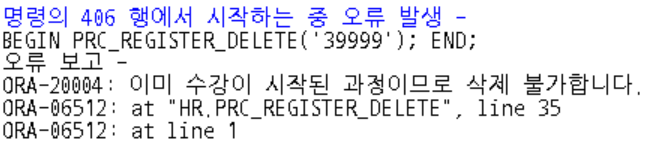 명령의 406 행에서 시작하는 중 오류 발생 -
BEGIN PRC_REGISTER_DELETE('39999'); END;
오류 보고 -
ORA-20004: 이미 수강이 시작된 과정이므로 삭제 불가합니다.
ORA-06512: at "HR.PRC_REGISTER_DELETE", line 35
ORA-06512: at line 1